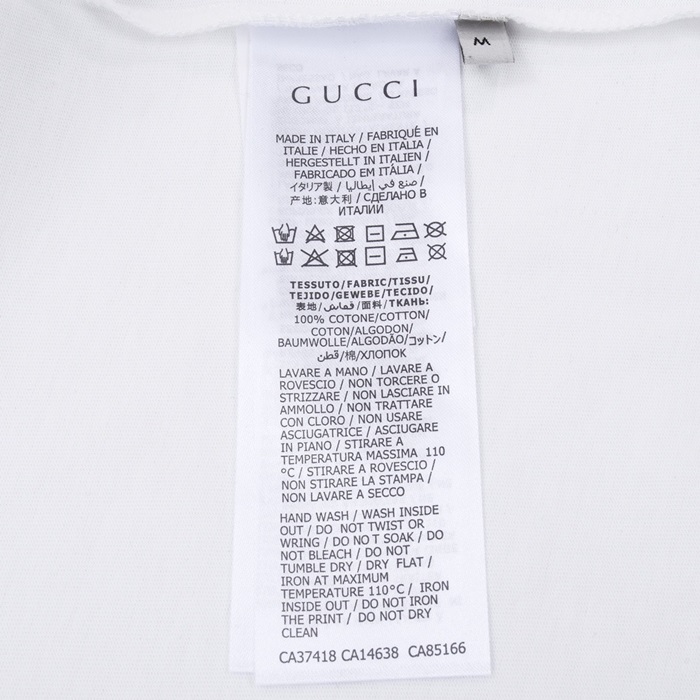 M
GUCCI
MADE IN ITALY / FABRIQUÉ EN
ITALIE / HECHO EN ITALIA /
HERGESTELLT IN ITALIEN /
FABRICADO EM ITÁLIA /
イタリア製 / صنع في إيطاليا /
产地:意大利 / СДЕЛАНО В
ИТАЛИИ
TESSUTO/FABRIC/TISSU/
TEJIDO/GEWEBE/TECIDO/
表地/قماش/面料/ТКАНЬ:
100% COTONE/COTTON/
COTON/ALGODON/
BAUMWOLLE/ALGODÃO/コットン/
قطن/棉/ХЛОПОК
LAVARE A MANO / LAVARE A
ROVESCIO / NON TORCERE O
STRIZZARE / NON LASCIARE IN
AMMOLLO / NON TRATTARE
CON CLORO / NON USARE
ASCIUGATRICE / ASCIUGARE
IN PIANO / STIRARE A
TEMPERATURA MASSIMA 110
°C / STIRARE A ROVESCIO /
NON STIRARE LA STAMPA /
NON LAVARE A SECCO
HAND WASH / WASH INSIDE
OUT / DO NOT TWIST OR
WRING / DO NO T SOAK / DO
NOT BLEACH / DO NOT
TUMBLE DRY / DRY FLAT /
IRON AT MAXIMUM
TEMPERATURE 110°C / IRON
INSIDE OUT / DO NOT IRON
THE PRINT / DO NOT DRY
CLEAN
CA37418 CA14638 CA85166